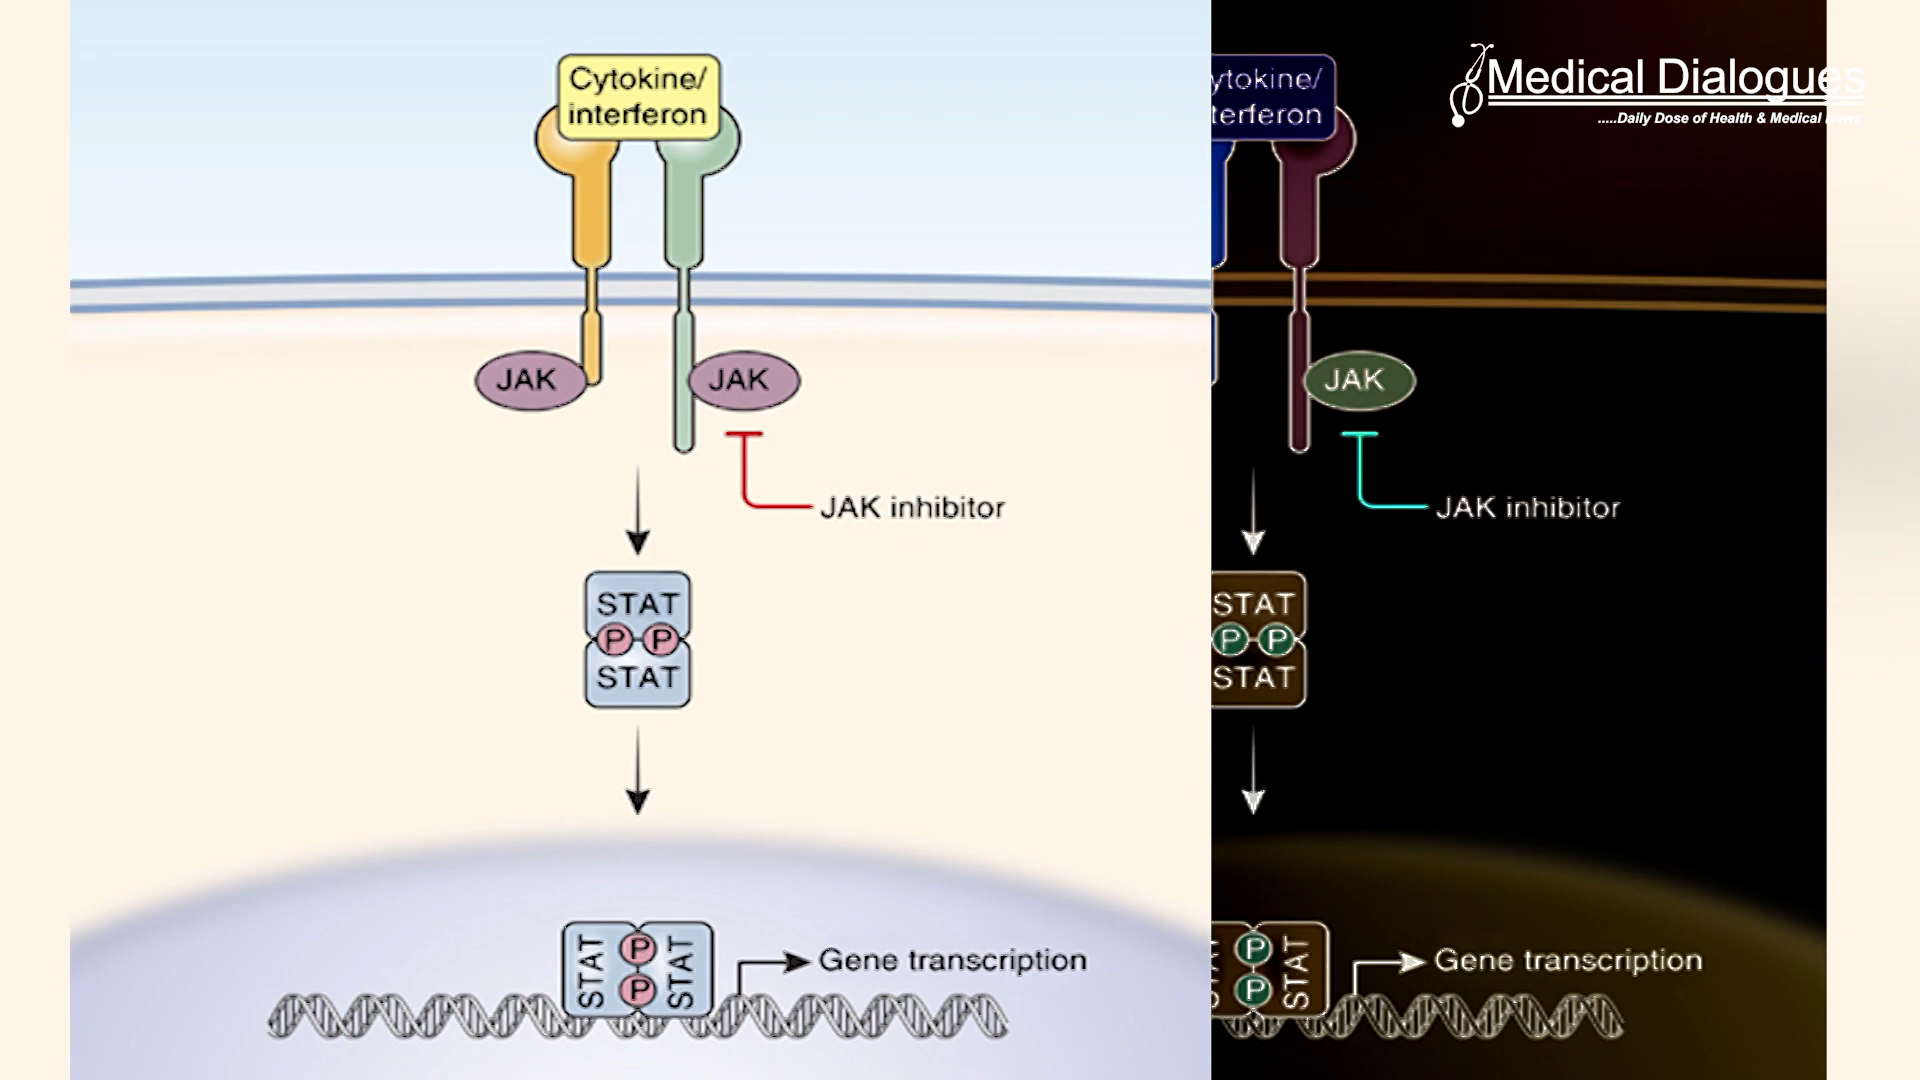 Cytokine/
interferon
JAK
JAK
JAK inhibitor
STAT
P P
STAT
STAT
P
P
STAT
Gene transcription
ytokine/
terferon
JAK
JAK inhibitor
STAT
P P
STAT
P
P
STAT
Gene transcription
Medical Dialogues
.....Daily Dose of Health & Medical News